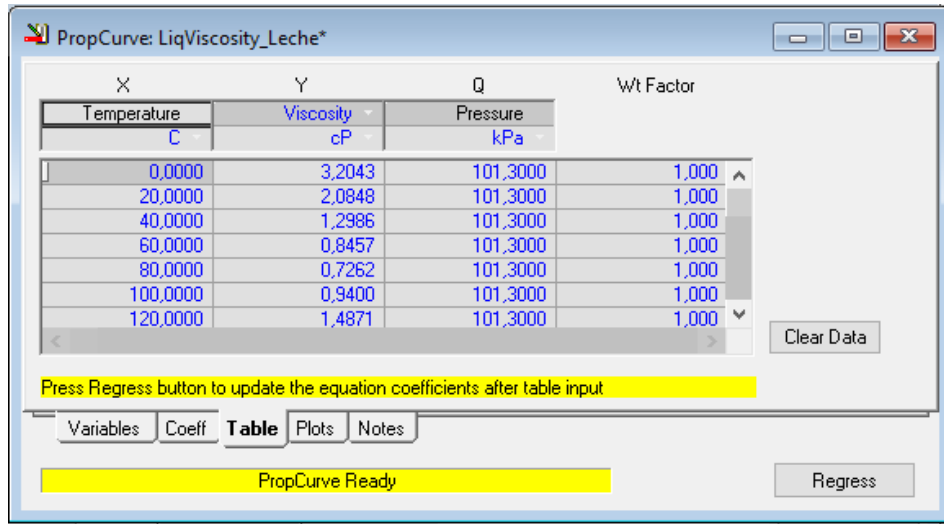 PropCurve: LiqViscosity_Leche*
X Y Q Wt Factor
Temperature Viscosity Pressure
C cP kPa
0,0000 3,2043 101,3000 1,000
20,0000 2,0848 101,3000 1,000
40,0000 1,2986 101,3000 1,000
60,0000 0,8457 101,3000 1,000
80,0000 0,7262 101,3000 1,000
100,0000 0,9400 101,3000 1,000
120,0000 1,4871 101,3000 1,000
Clear Data
Press Regress button to update the equation coefficients after table input
Variables Coeff Table Plots Notes
PropCurve Ready Regress